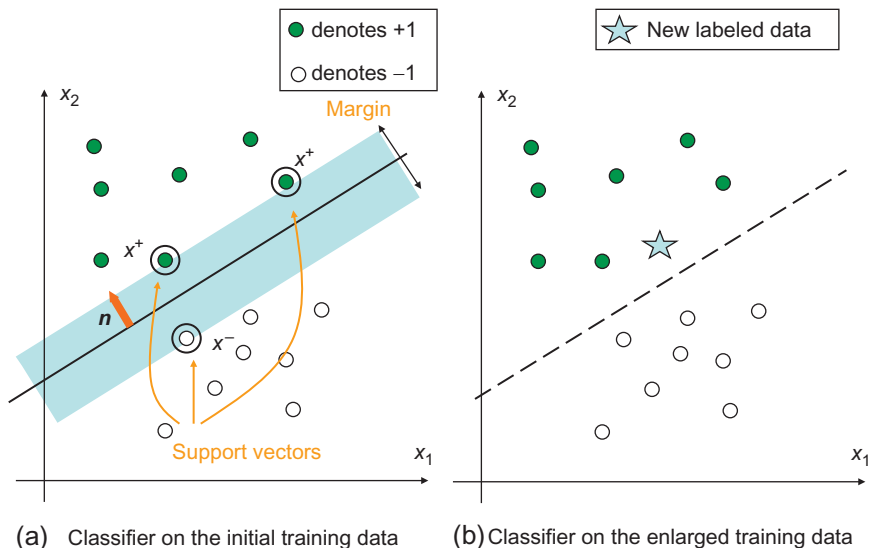 denotes +1
denotes −1
New labeled data
x2
Margin
x+
x+
n
x−
Support vectors
x1
(a) Classifier on the initial training data
x2
x1
(b) Classifier on the enlarged training data